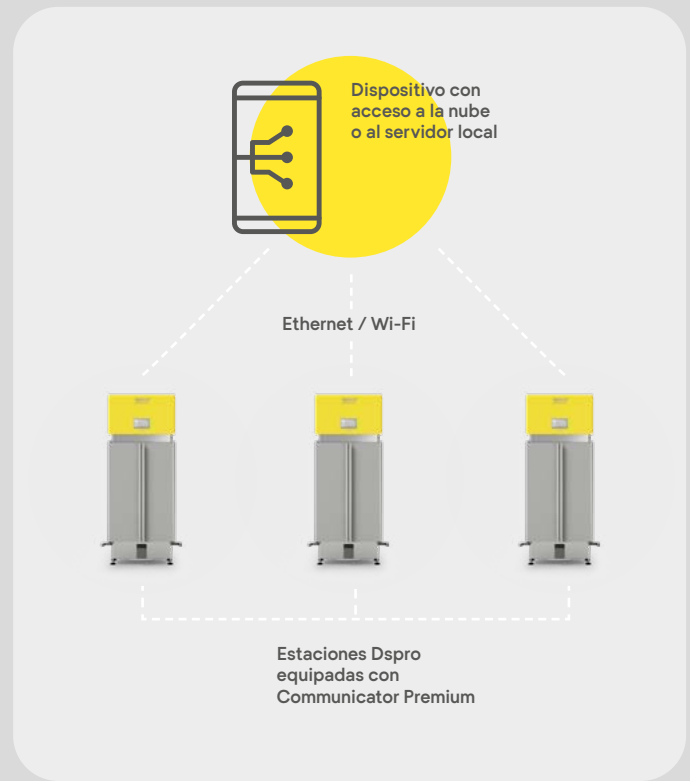 Dispositivo con
acceso a la nube
o al servidor local
Ethernet / Wi-Fi
Estaciones Dspro
equipadas con
Communicator Premium